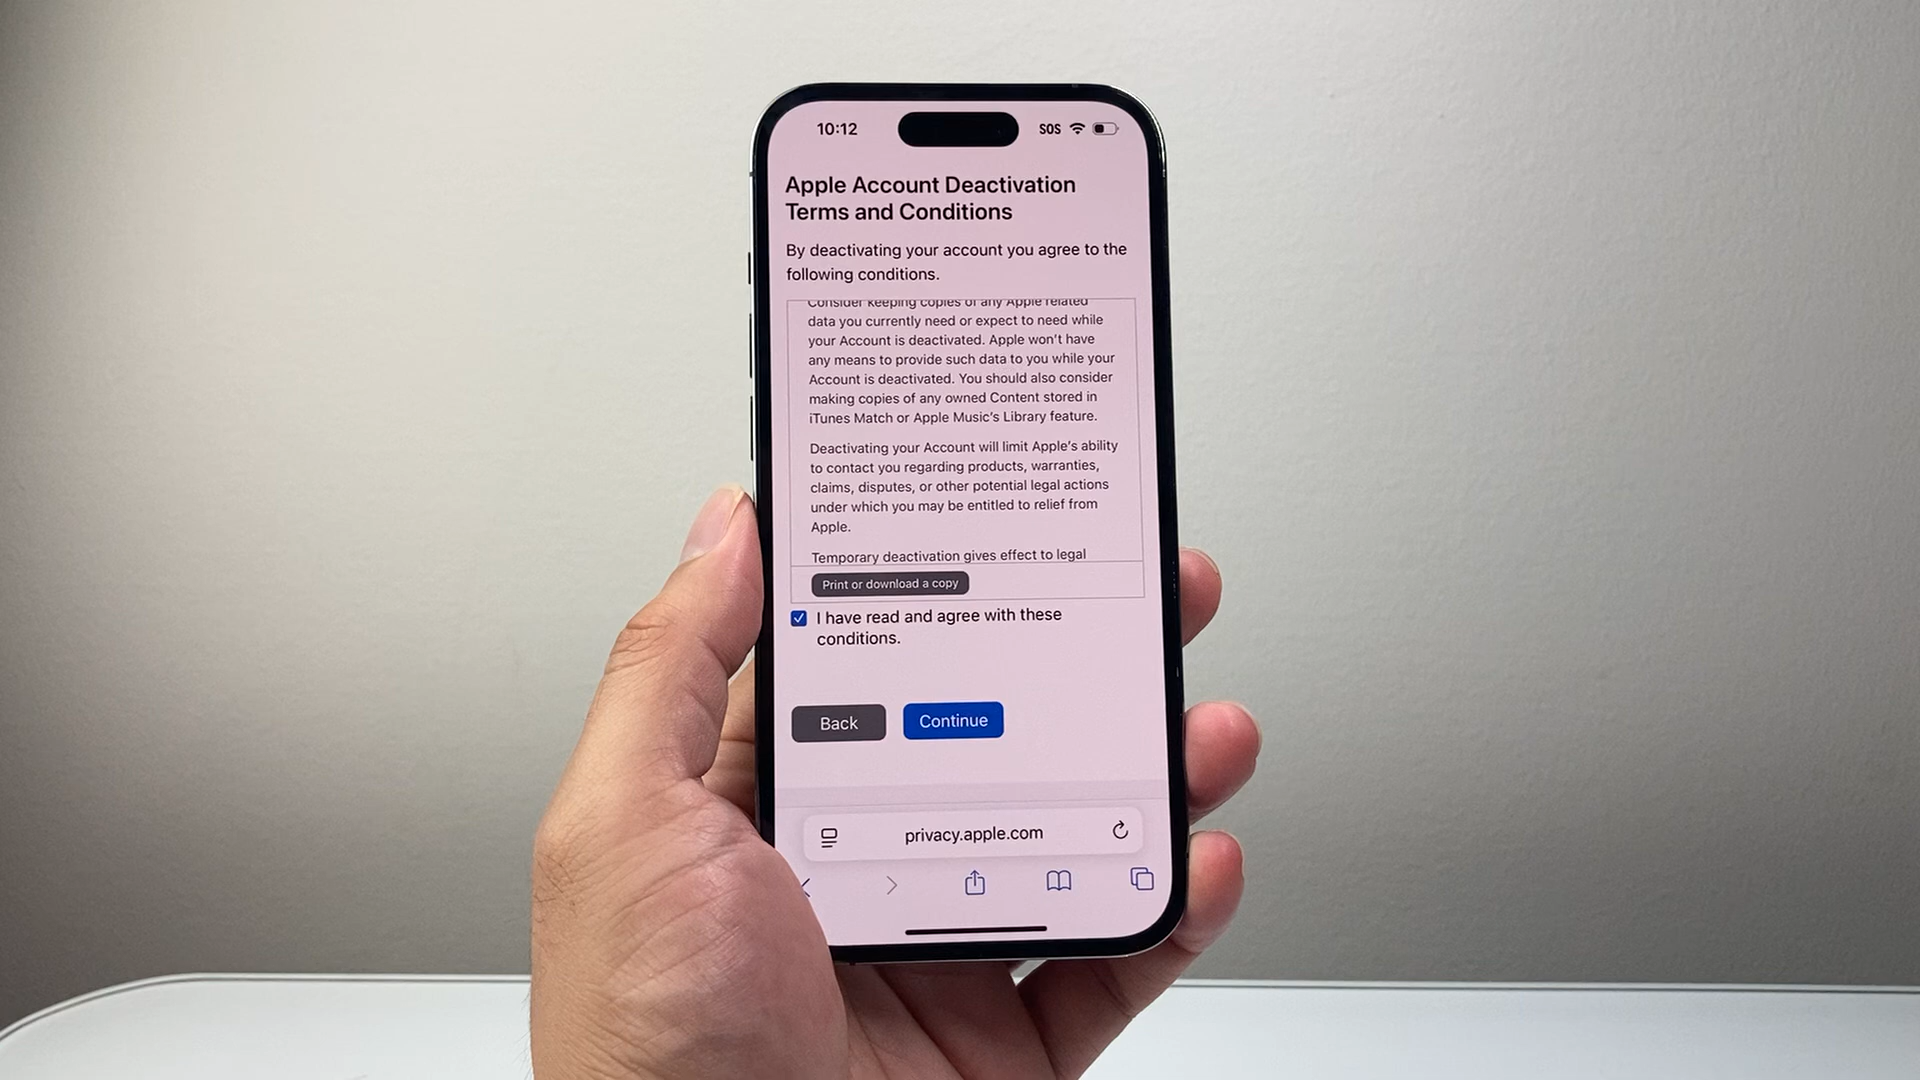 10:12
SOS
Apple Account Deactivation
Terms and Conditions
By deactivating your account you agree to the
following conditions.
Consider keeping copies of any Apple related
data you currently need or expect to need while
your Account is deactivated. Apple won't have
any means to provide such data to you while your
Account is deactivated. You should also consider
making copies of any owned Content stored in
iTunes Match or Apple Music's Library feature.
Deactivating your Account will limit Apple's ability
to contact you regarding products, warranties,
claims, disputes, or other potential legal actions
under which you may be entitled to relief from
Apple.
Temporary deactivation gives effect to legal
Print or download a copy
I have read and agree with these
conditions.
Back
Continue
privacy.apple.com